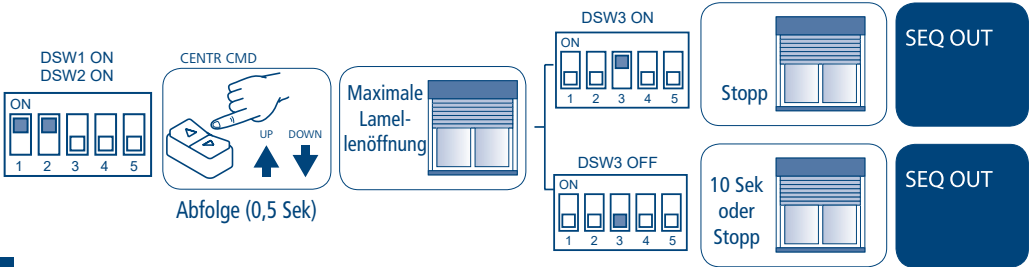 DSW1 ON
DSW2 ON
ON
1 2 3 4 5
CENTR CMD
UP DOWN
Abfolge (0,5 Sek)
Maximale
Lamel-
lenöffnung
DSW3 ON
ON
1 2 3 4 5
Stopp
SEQ OUT
DSW3 OFF
ON
1 2 3 4 5
10 Sek
oder
Stopp
SEQ OUT